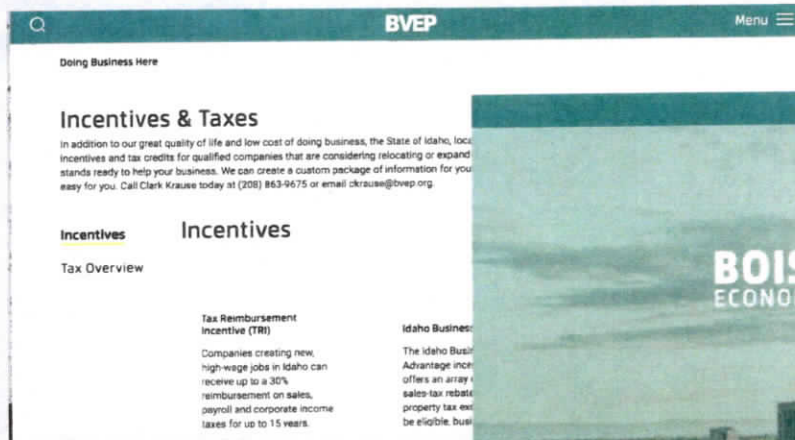 BVEP
Menu
Doing Business Here
Incentives & Taxes
In addition to our great quality of life and low cost of doing business, the State of Idaho, loca
incentives and tax credits for qualified companies that are considering relocating or expand
stands ready to help your business. We can create a custom package of information for you
easy for you. Call Clark Krause today at (208) 863-9675 or email ckrause@bvep.org.
Incentives
Incentives
Tax Overview
BOIS
ECONO
Tax Reimbursement
Incentive (TRI)
Companies creating new,
high-wage jobs in Idaho can
receive up to a 30%
reimbursement on sales,
payroll and corporate income
taxes for up to 15 years.
Idaho Business
The Idaho Busi
Advantage ince
offers an array
sales-tax rebate
property tax ex
be eligible, busi